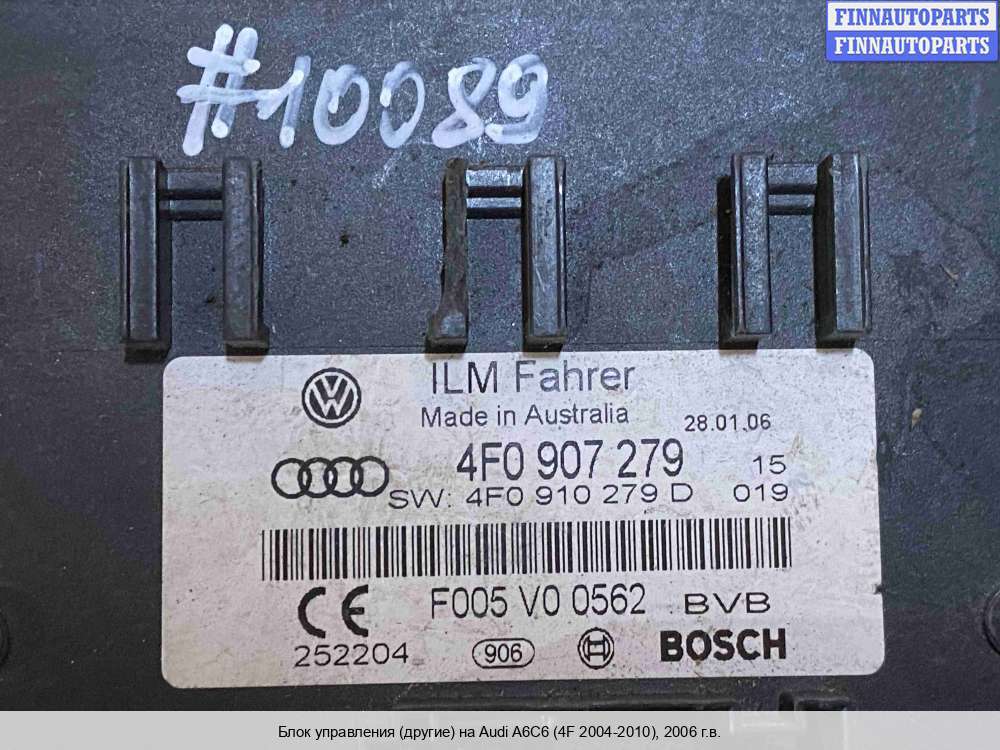 FINNAUTOPARTS
FINNAUTOPARTS
#10089
ILM Fahrer
Made in Australia
28.01.06
4F0 907 279 15
SW: 4F0 910 279 D 019
F005 V0 0562 BVB
CE
252204 906 BOSCH
Блок управления (другие) на Audi A6C6 (4F 2004-2010), 2006 г.в.